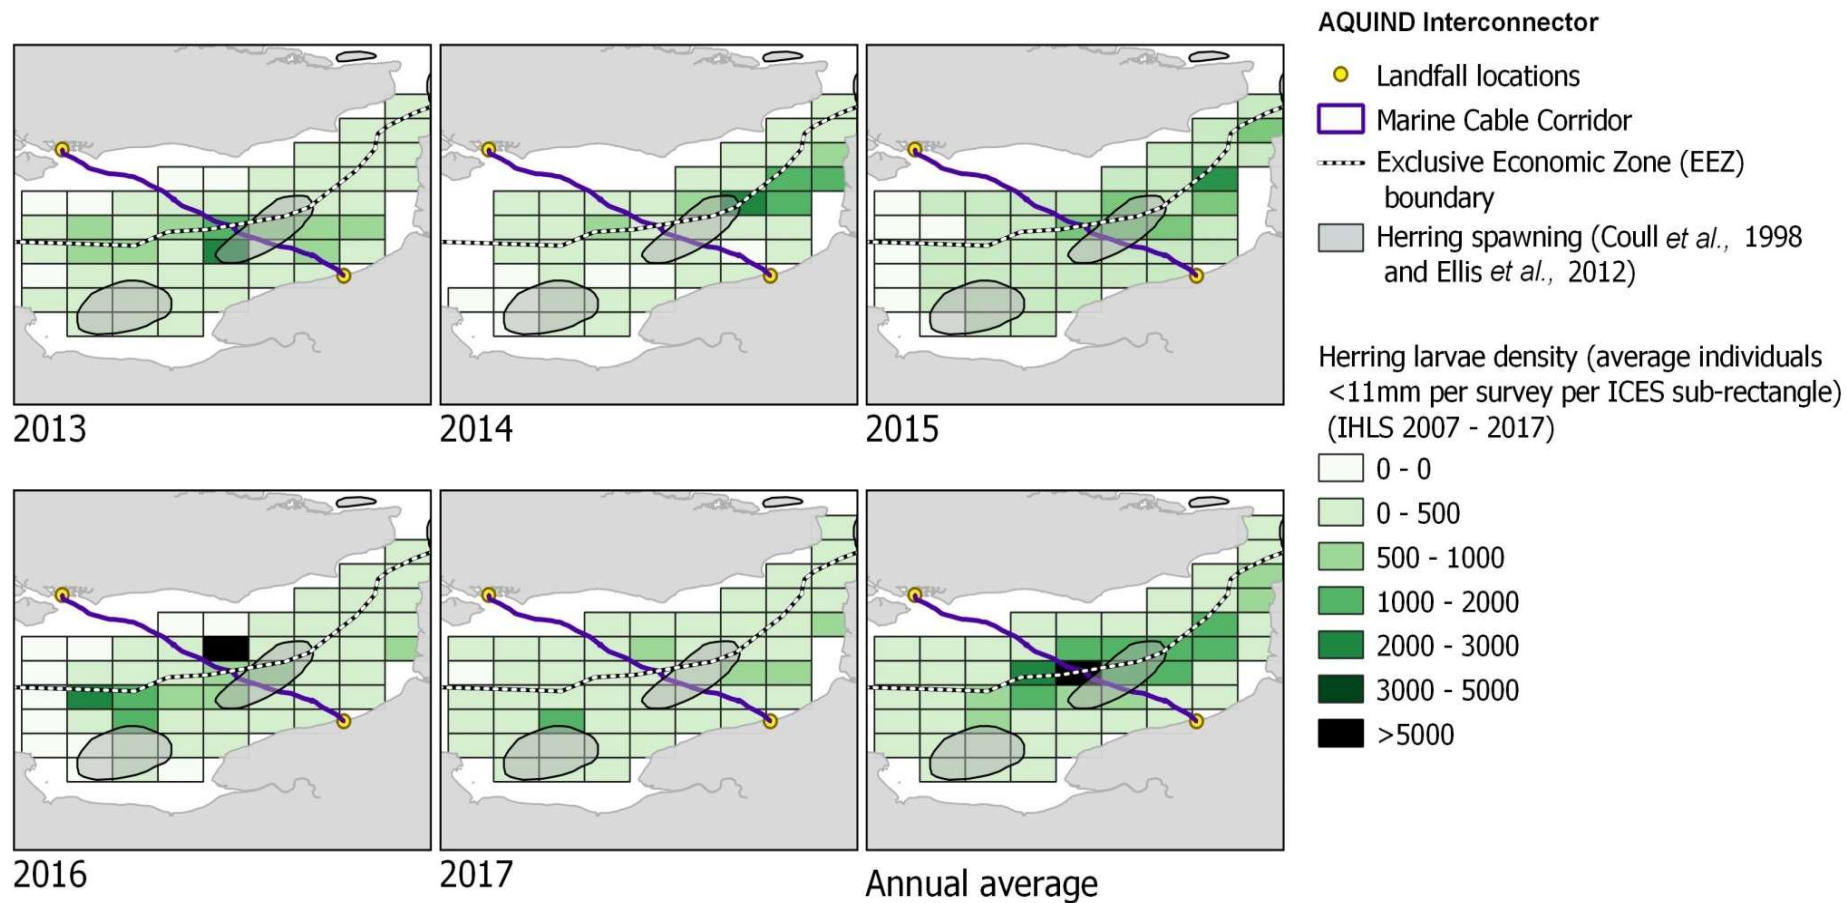 AQUIND Interconnector
Landfall locations
Marine Cable Corridor
Exclusive Economic Zone (EEZ)
boundary
Herring spawning (Coull et al., 1998
and Ellis et al., 2012)
Herring larvae density (average individuals
<11mm per survey per ICES sub-rectangle)
(IHLS 2007 - 2017)
0 - 0
0 - 500
500 - 1000
1000 - 2000
2000 - 3000
3000 - 5000
>5000
2013
2014
2015
2016
2017
Annual average